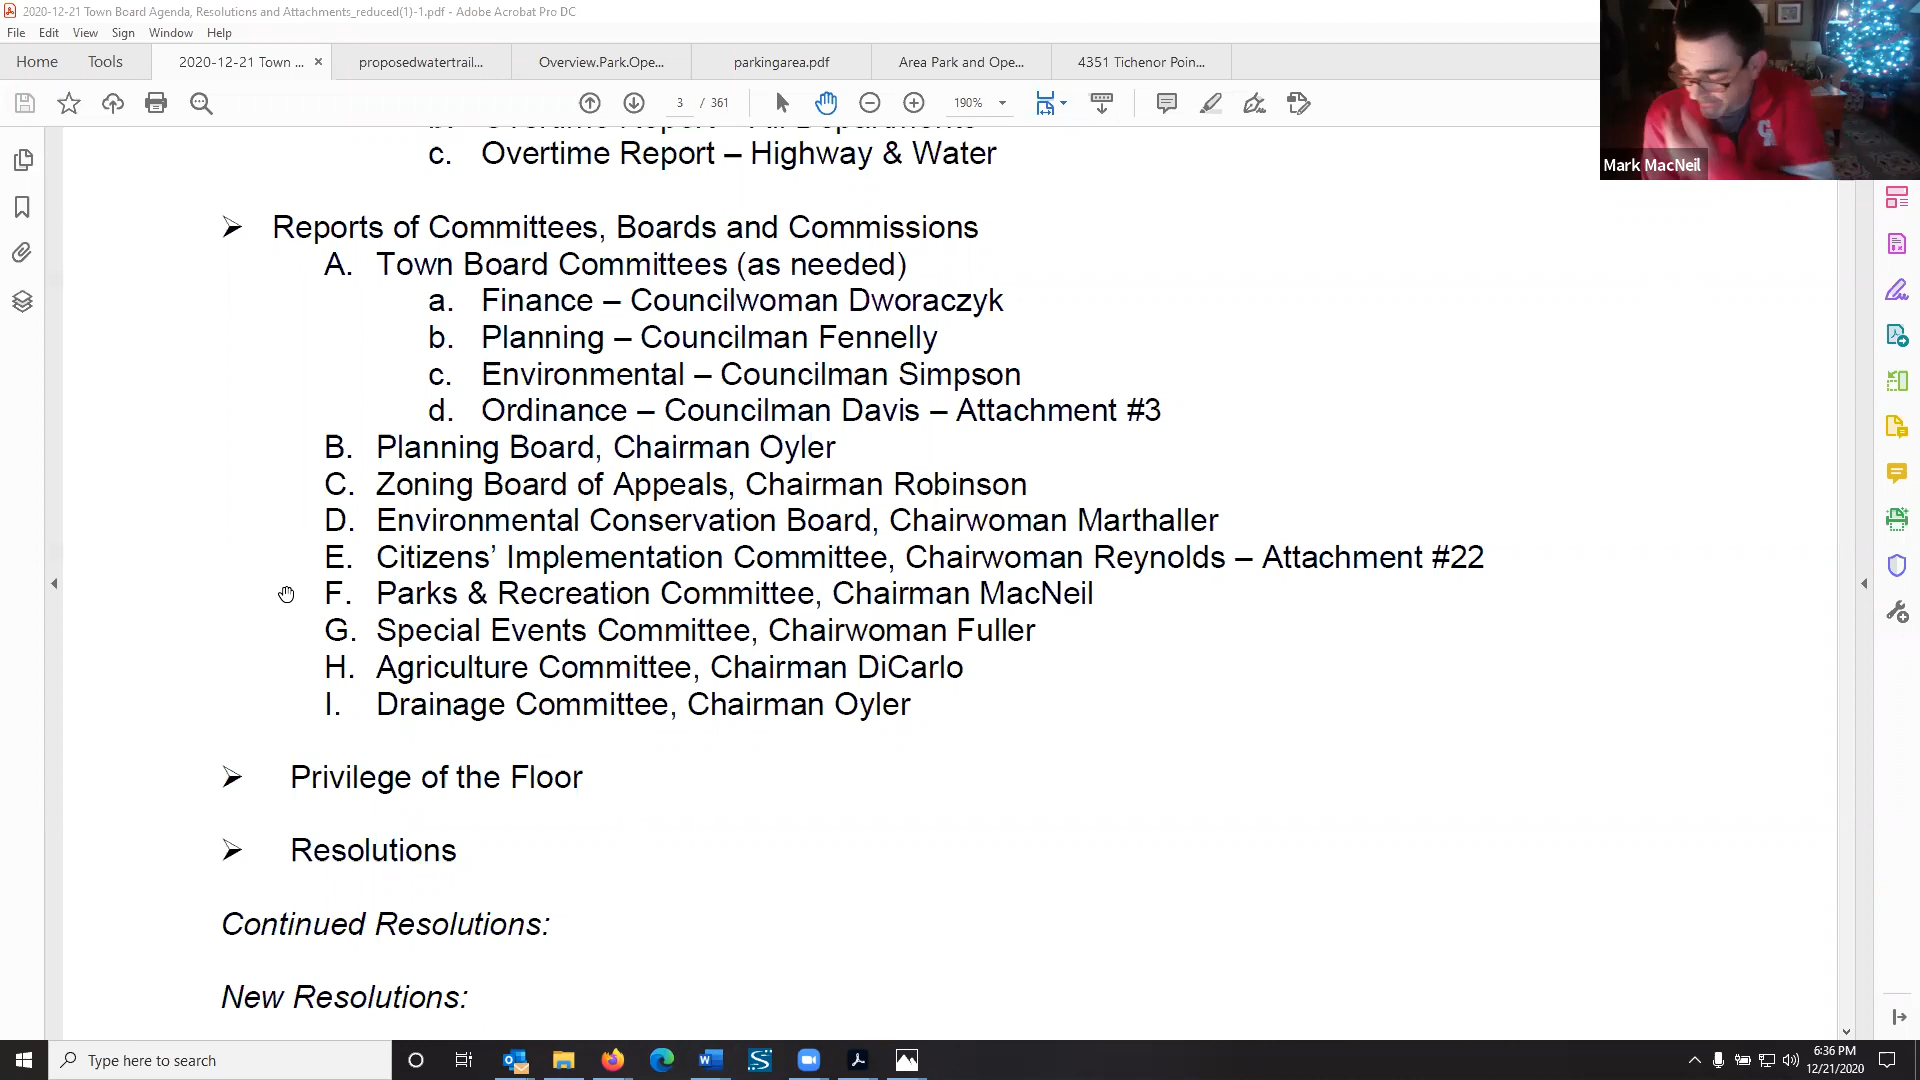 2020-12-21 Town Board Agenda, Resolutions and Attachments_reduced(1)-1.pdf - Adobe Acrobat Pro DC
File Edit View Sign Window Help
Home Tools 2020-12-21 Town ... × proposedwatertrail... Overview.Park.Ope... parkingarea.pdf Area Park and Ope... 4351 Tichenor Poin...
3 / 361 190%
b. Overtime Report – All Departments
c. Overtime Report – Highway & Water
Mark MacNeil
➢ Reports of Committees, Boards and Commissions
A. Town Board Committees (as needed)
a. Finance – Councilwoman Dworaczyk
b. Planning – Councilman Fennelly
c. Environmental – Councilman Simpson
d. Ordinance – Councilman Davis – Attachment #3
B. Planning Board, Chairman Oyler
C. Zoning Board of Appeals, Chairman Robinson
D. Environmental Conservation Board, Chairwoman Marthaller
E. Citizens’ Implementation Committee, Chairwoman Reynolds – Attachment #22
F. Parks & Recreation Committee, Chairman MacNeil
G. Special Events Committee, Chairwoman Fuller
H. Agriculture Committee, Chairman DiCarlo
I. Drainage Committee, Chairman Oyler
➢ Privilege of the Floor
➢ Resolutions
Continued Resolutions:
New Resolutions:
Type here to search
6:36 PM
12/21/2020